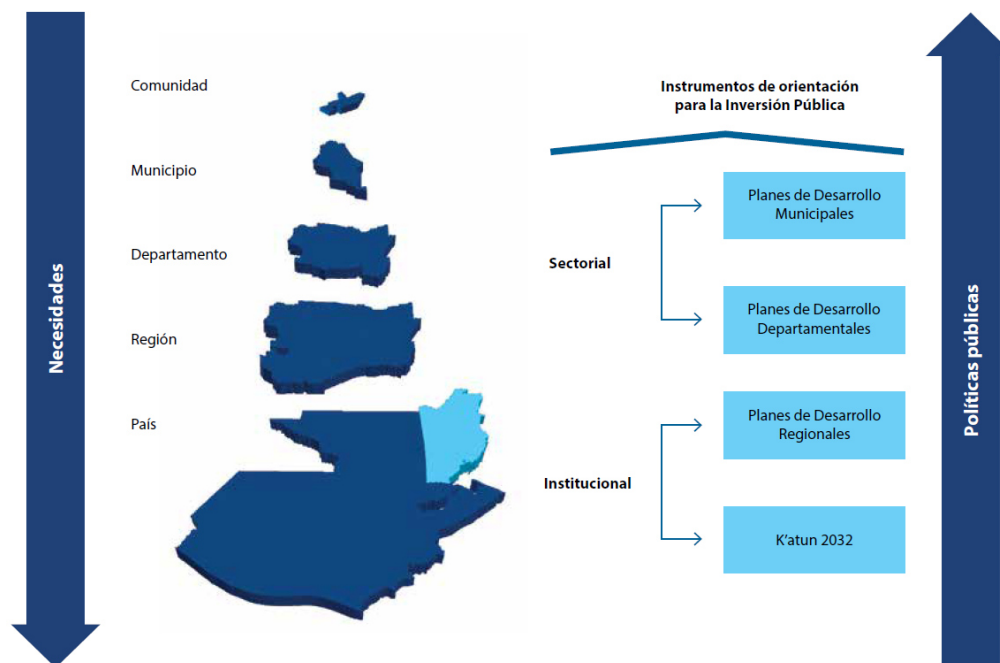 Necesidades
Comunidad
Municipio
Departamento
Región
País
Instrumentos de orientación
para la Inversión Pública
Sectorial
Planes de Desarrollo
Municipales
Planes de Desarrollo
Departamentales
Institucional
Planes de Desarrollo
Regionales
K'atun 2032
Políticas públicas